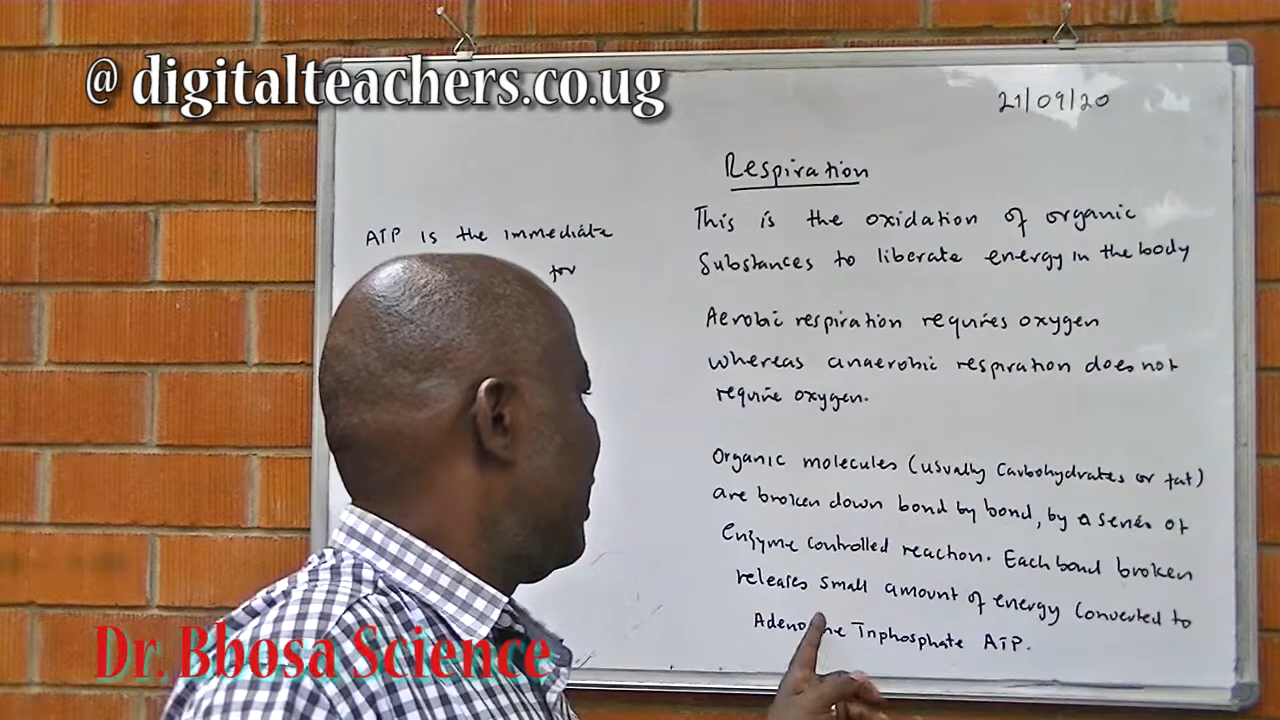 @ digitalteachers.co.ug
21/09/20
Respiration
This is the oxidation of organic
Substances to liberate energy in the body
Aerobic respiration requires oxygen
whereas anaerobic respiration does not
require oxygen.
Organic molecules (usually Carbohydrates or fat)
are broken down bond by bond, by a series of
Enzyme controlled reaction. Each bond broken
releases small amount of energy converted to
Adenosine Triphosphate ATP.
ATP is the immediate
for
Dr. Bbosa Science